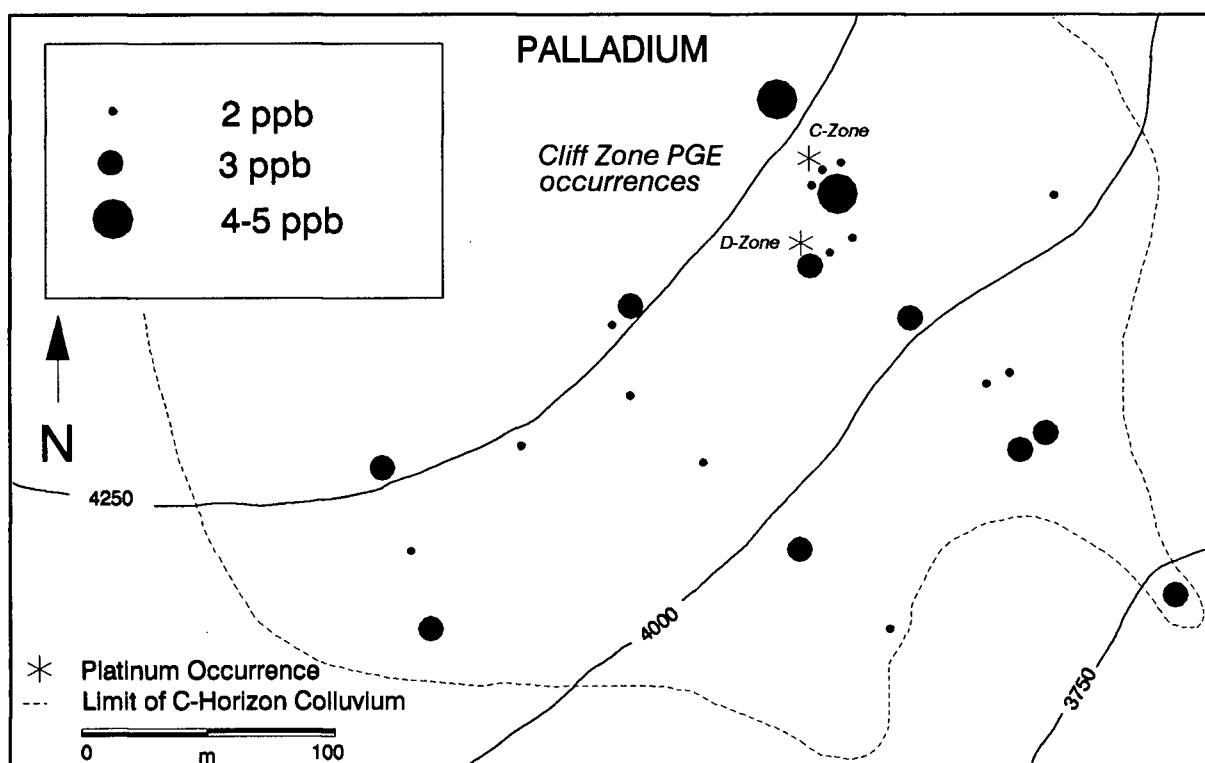 PALLADIUM
2 ppb
3 ppb
4-5 ppb
C-Zone
Cliff Zone PGE
occurrences
D-Zone
N
4250
4000
3750
Platinum Occurrence
Limit of C-Horizon Colluvium
0 m 100